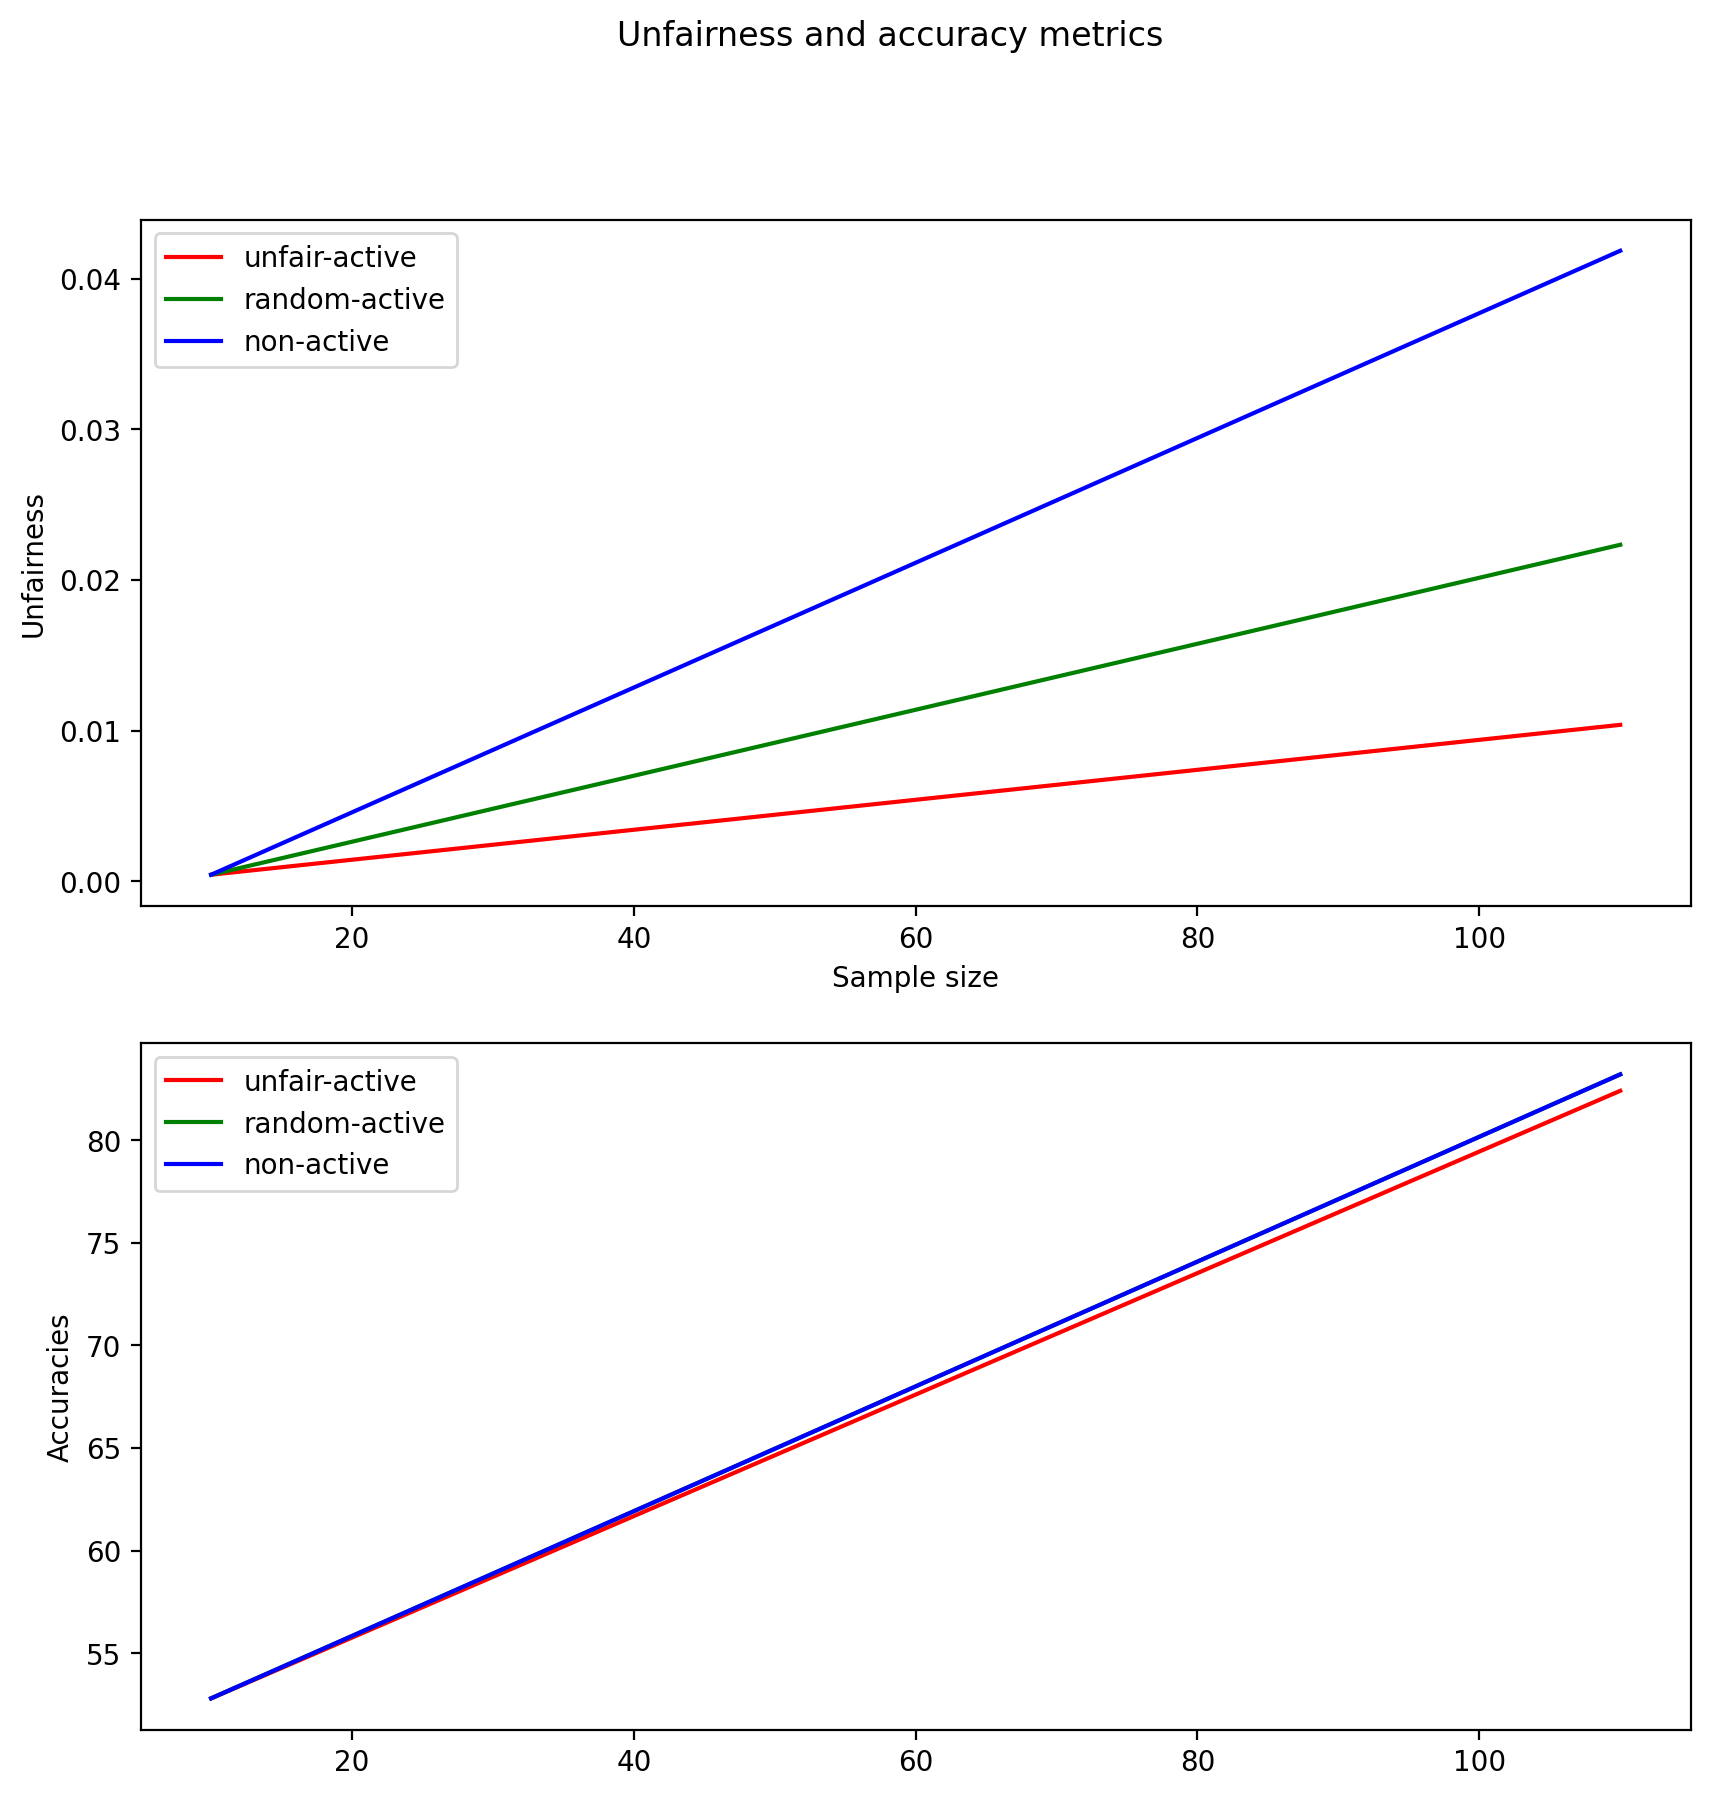 Unfairness and accuracy metrics
unfair-active
random-active
non-active
0.04
0.03
0.02
0.01
0.00
Unfairness
20 40 60 80 100
Sample size
unfair-active
random-active
non-active
80
75
70
65
60
55
Accuracies
20 40 60 80 100